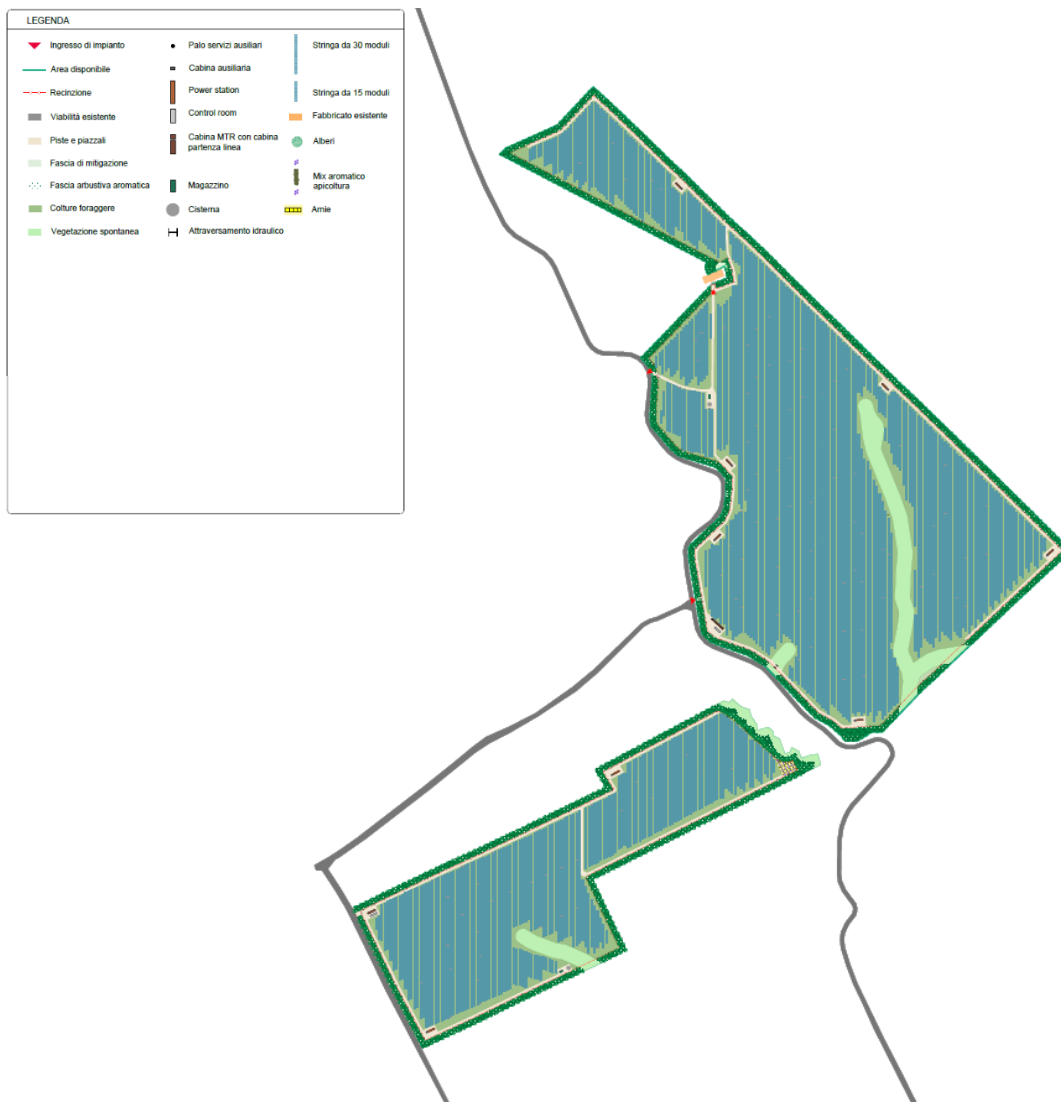 LEGENDA
Ingresso di impianto
Area disponibile
Recinzione
Viabilità esistente
Piste e piazzali
Fascia di mitigazione
Fascia arbustiva aromatica
Colture foraggere
Vegetazione spontanea
Palo servizi ausiliari
Cabina ausiliaria
Power station
Control room
Cabina MTR con cabina
partenza linea
Magazzino
Cisterna
Attraversamento idraulico
Stringa da 30 moduli
Stringa da 15 moduli
Fabbricato esistente
Alberi
Mix aromatico
apicoltura
Arnie